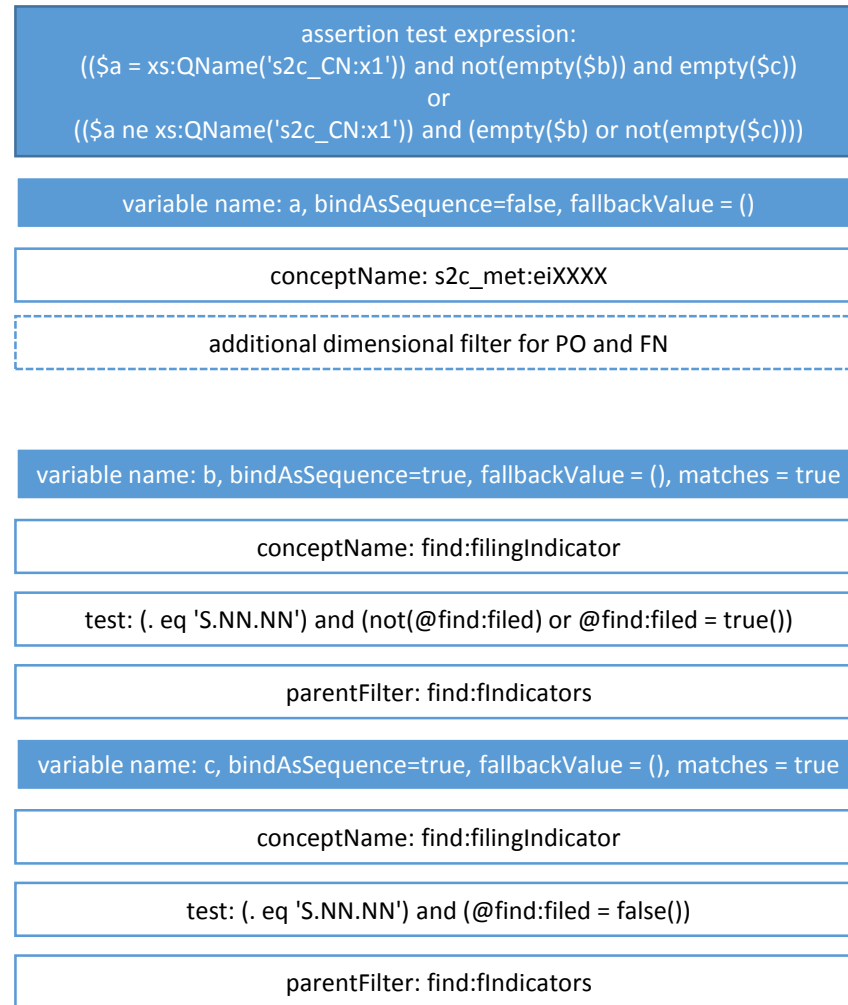 assertion test expression:
(($a = xs:QName('s2c_CN:x1')) and not(empty($b)) and empty($c))
or
(($a ne xs:QName('s2c_CN:x1')) and (empty($b) or not(empty($c))))
variable name: a, bindAsSequence=false, fallbackValue = ()
conceptName: s2c_met:eiXXXX
additional dimensional filter for PO and FN
variable name: b, bindAsSequence=true, fallbackValue = (), matches = true
conceptName: find:filingIndicator
test: (. eq 'S.NN.NN') and (not(@find:filed) or @find:filed = true())
parentFilter: find:fIndicators
variable name: c, bindAsSequence=true, fallbackValue = (), matches = true
conceptName: find:filingIndicator
test: (. eq 'S.NN.NN') and (@find:filed = false())
parentFilter: find:fIndicators